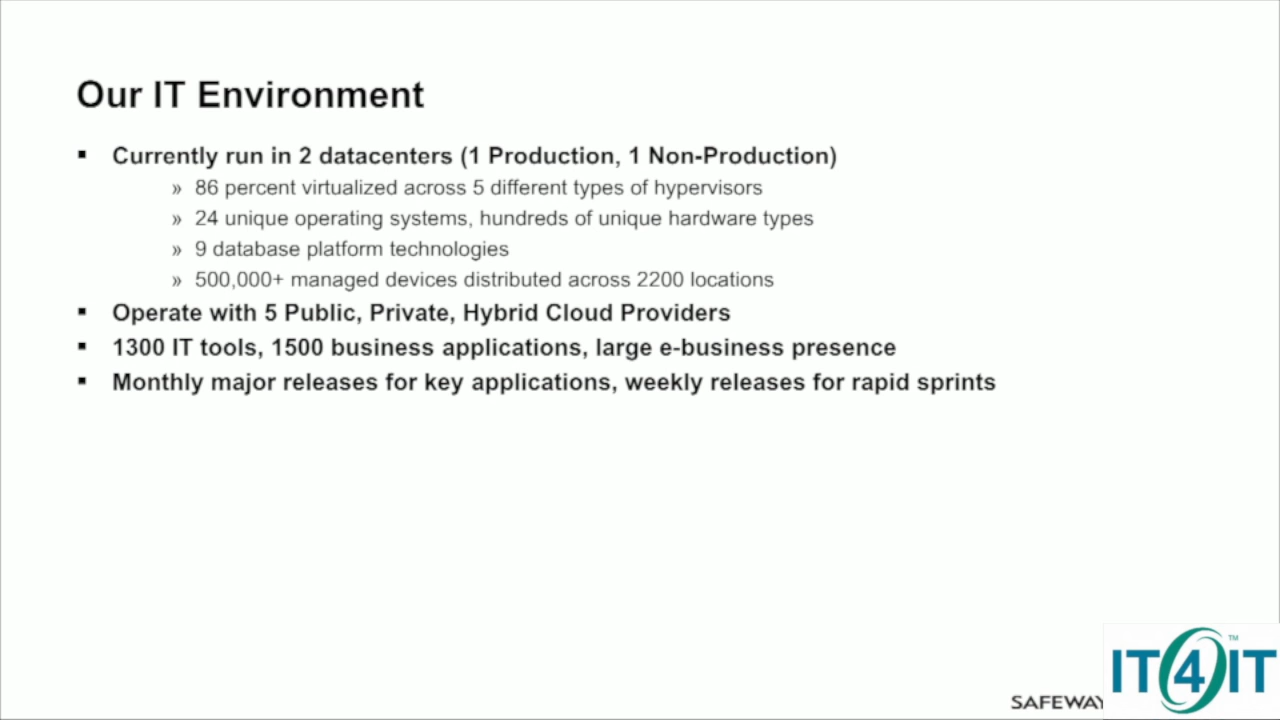 Our IT Environment
▪ Currently run in 2 datacenters (1 Production, 1 Non-Production)
» 86 percent virtualized across 5 different types of hypervisors
» 24 unique operating systems, hundreds of unique hardware types
» 9 database platform technologies
» 500,000+ managed devices distributed across 2200 locations
▪ Operate with 5 Public, Private, Hybrid Cloud Providers
▪ 1300 IT tools, 1500 business applications, large e-business presence
▪ Monthly major releases for key applications, weekly releases for rapid sprints
SAFEWAY
IT4IT™